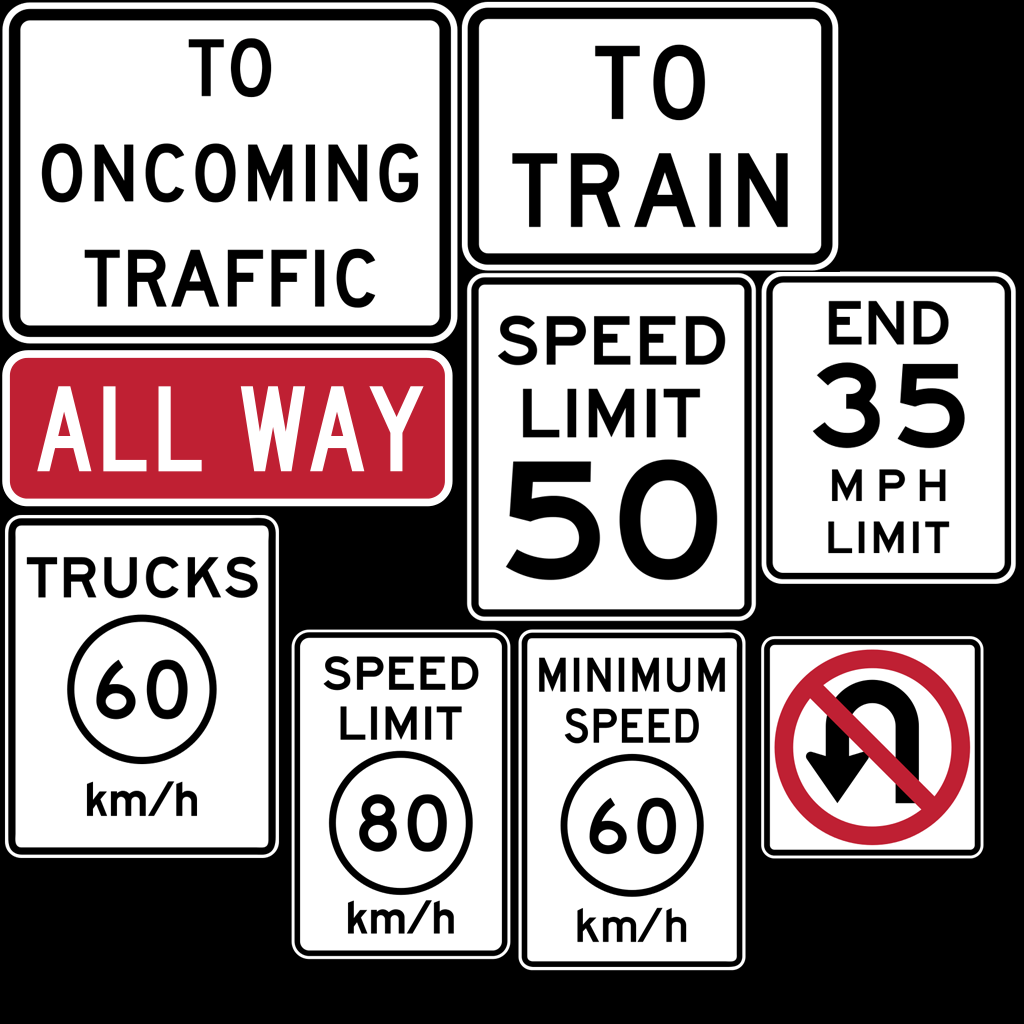 TO
ONCOMING
TRAFFIC
TO
TRAIN
ALL WAY
SPEED
LIMIT
50
END
35
MPH
LIMIT
TRUCKS
60
km/h
SPEED
LIMIT
80
km/h
MINIMUM
SPEED
60
km/h